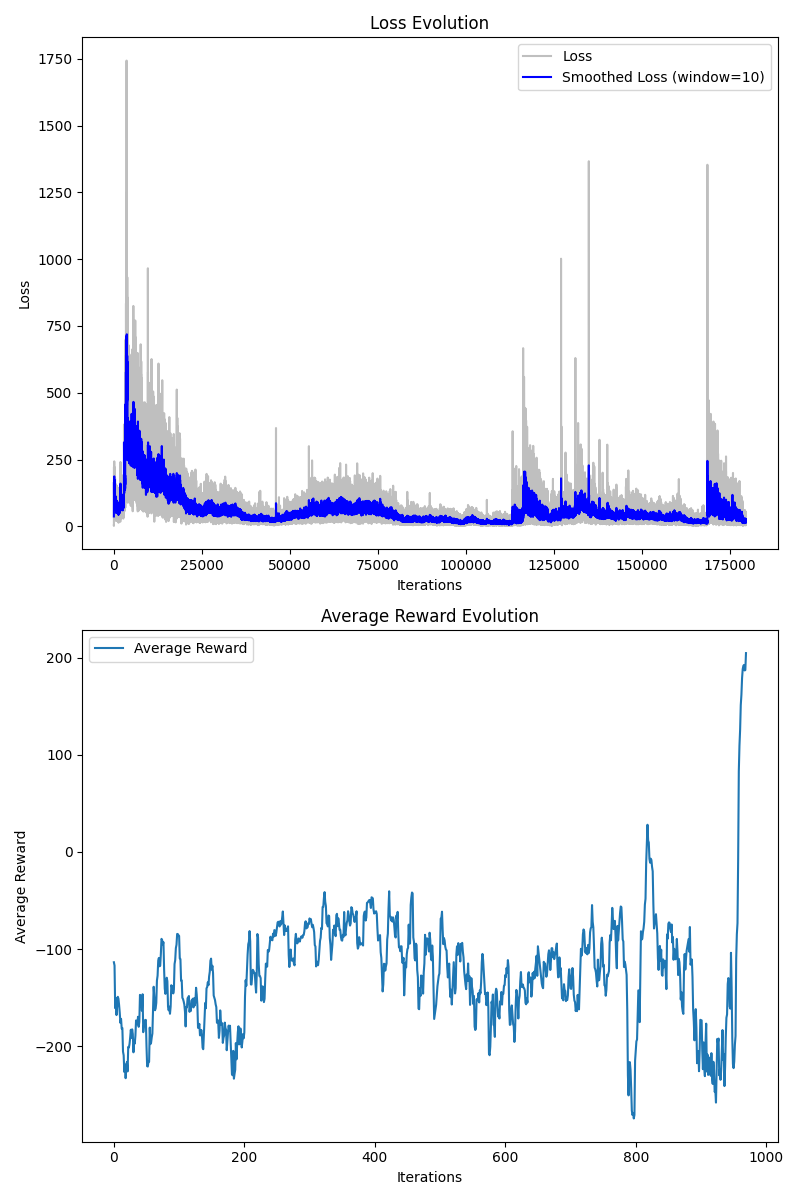 Loss Evolution
1750
1500
1250
1000
750
500
250
0
Loss
Loss
Smoothed Loss (window=10)
0 25000 50000 75000 100000 125000 150000 175000
Iterations
Average Reward Evolution
200
100
0
−100
−200
Average Reward
Average Reward
0 200 400 600 800 1000
Iterations